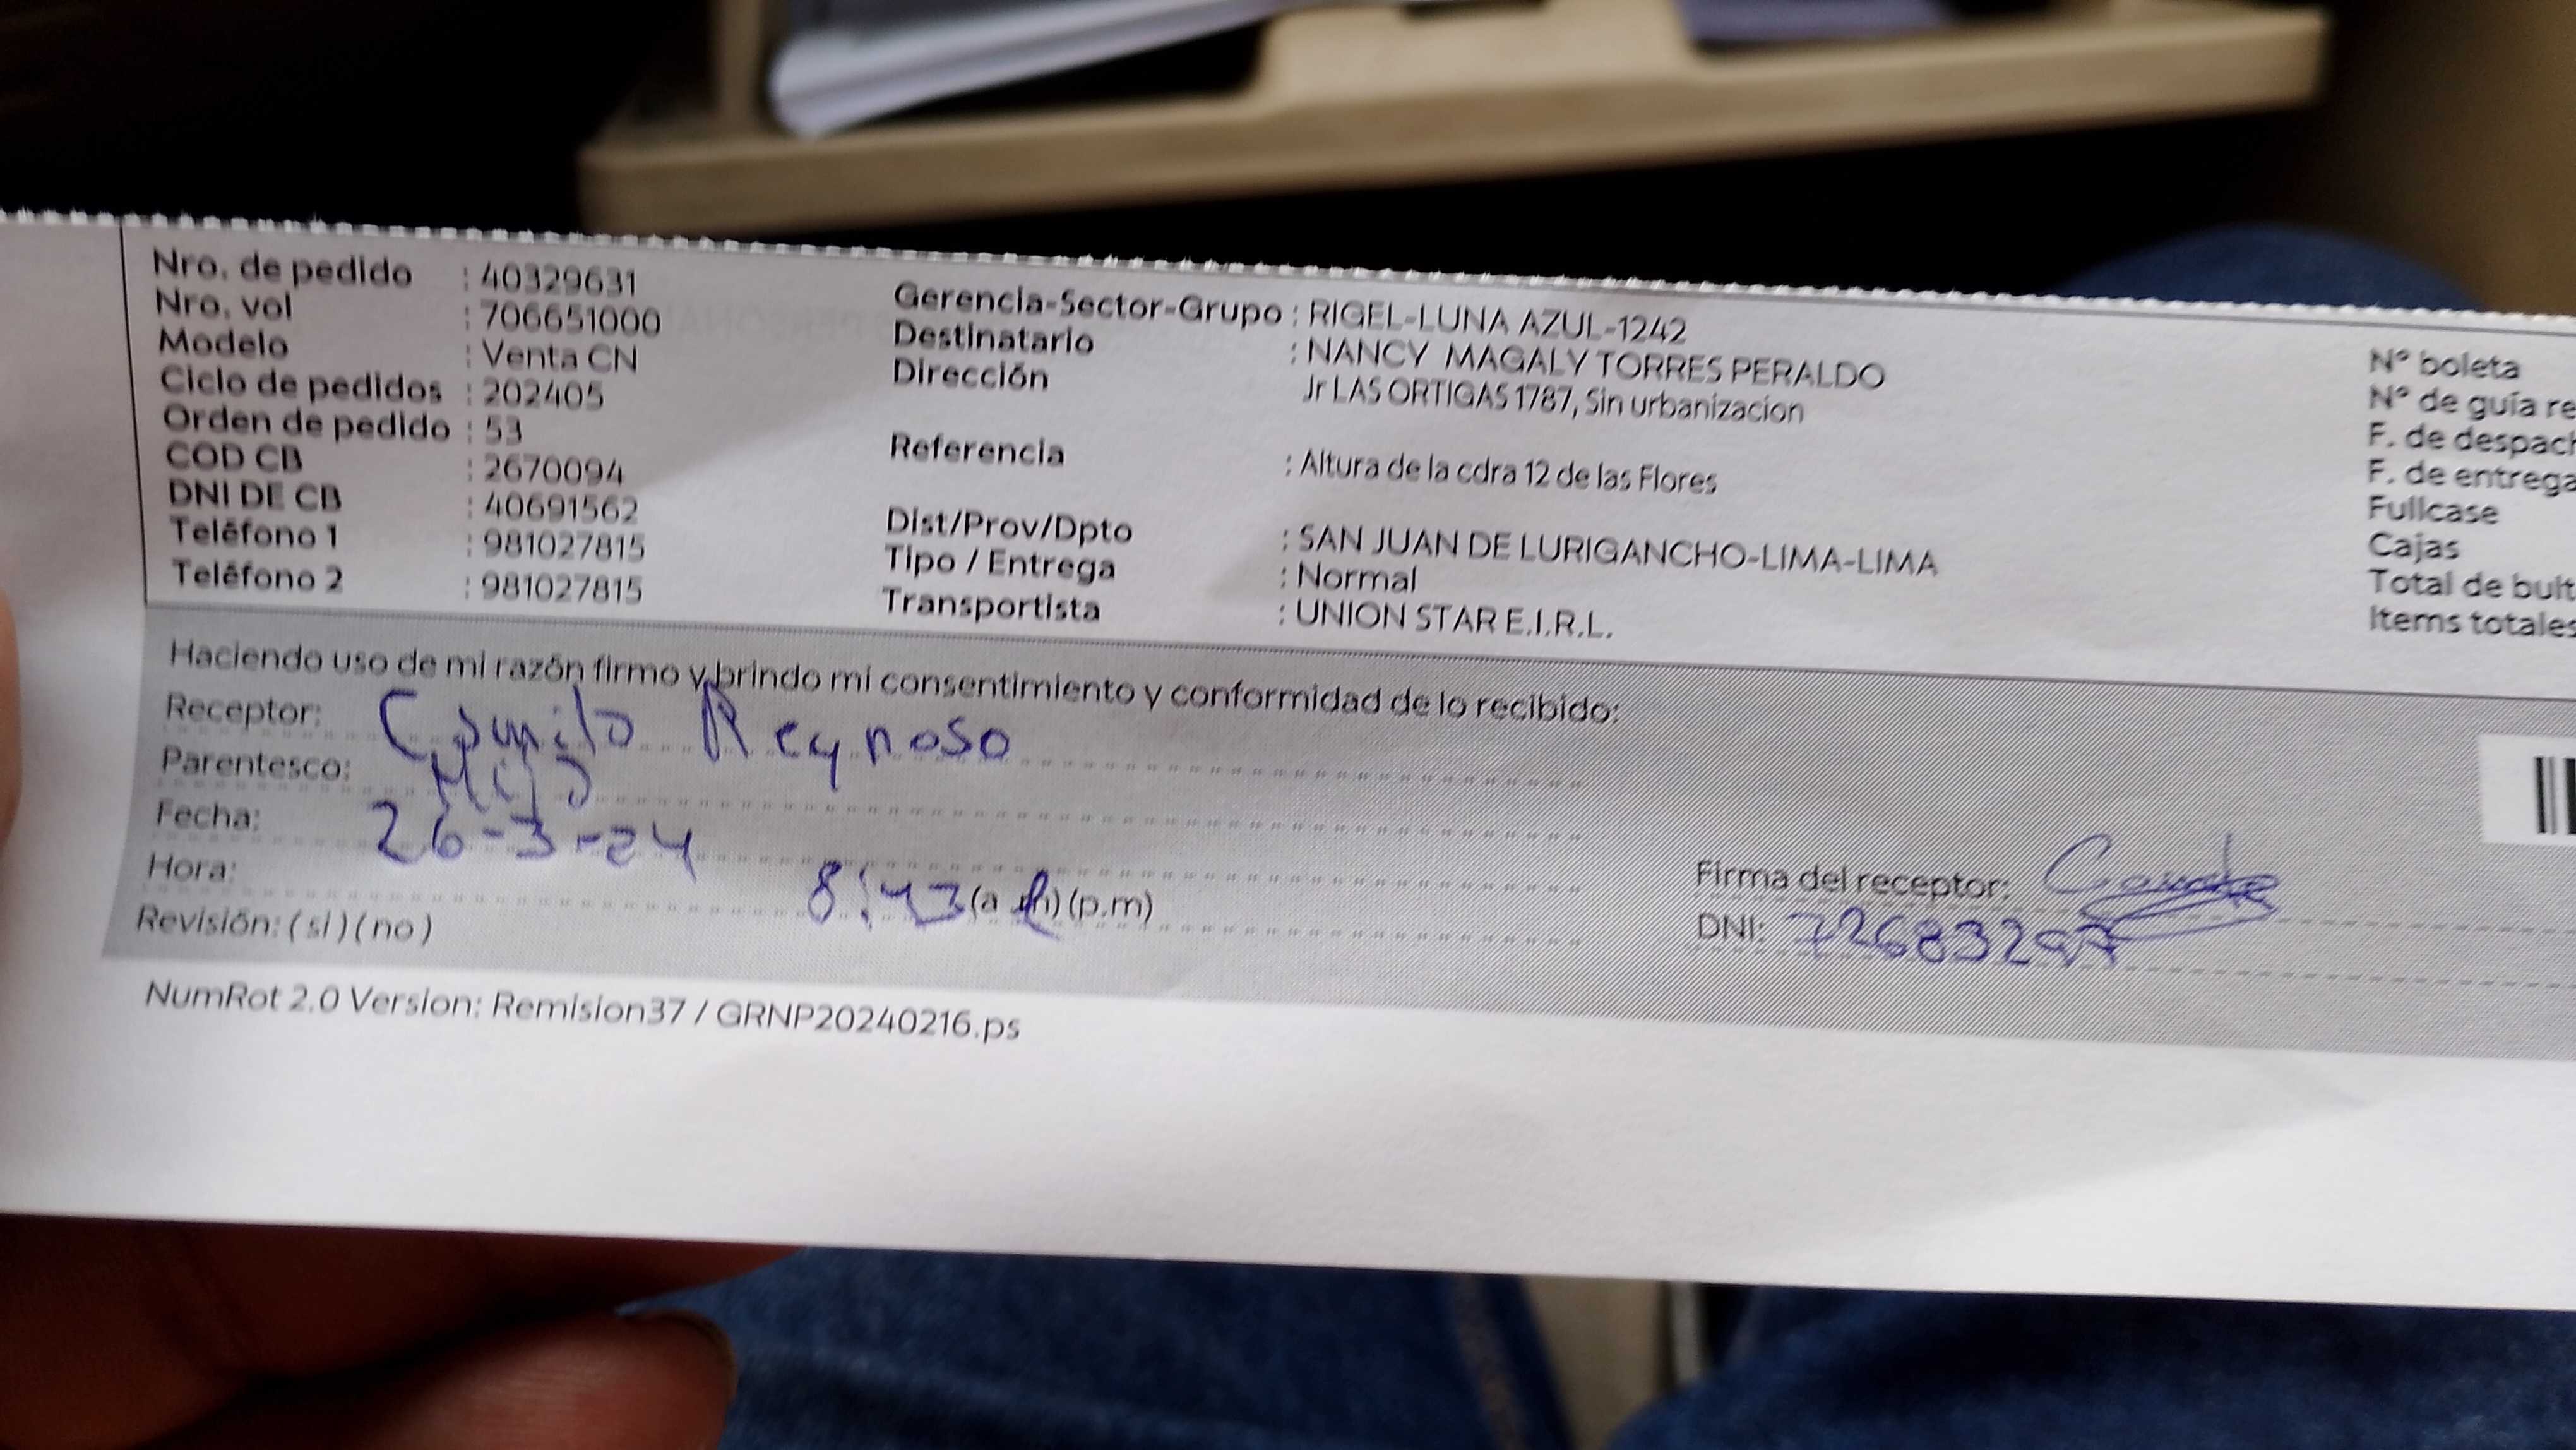 Nro. de pedido : 40329631
Nro. vol : 706651000
Modelo : Venta CN
Ciclo de pedidos : 202405
Orden de pedido : 53
COD CB : 2670094
DNI DE CB : 40691562
Teléfono 1 : 981027815
Teléfono 2 : 981027815
Gerencia-Sector-Grupo : RIGEL-LUNA AZUL-1242
Destinatario : NANCY MAGALY TORRES PERALDO
Dirección Jr LAS ORTIGAS 1787, Sin urbanizacion
Referencia : Altura de la cdra 12 de las Flores
Dist/Prov/Dpto : SAN JUAN DE LURIGANCHO-LIMA-LIMA
Tipo / Entrega : Normal
Transportista : UNION STAR E.I.R.L.
N° boleta
N° de guía re
F. de despach
F. de entrega
Fullcase
Cajas
Total de bult
Items totales
Haciendo uso de mi razón firmo y brindo mi consentimiento y conformidad de lo recibido:
Receptor: Camilo Reynoso
Parentesco: Hijo
Fecha: 26-3-24
Hora: 8:43 (a.m) (p.m)
Revisión: ( si ) ( no )
Firma del receptor:
DNI:
NumRot 2.0 Version: Remision37 / GRNP20240216.ps